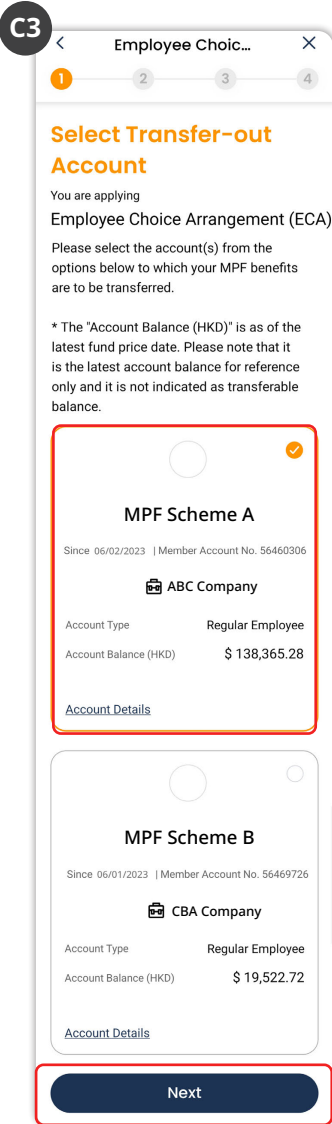 C3
Employee Choic...
1 2 3 4
Select Transfer-out
Account
You are applying
Employee Choice Arrangement (ECA)
Please select the account(s) from the
options below to which your MPF benefits
are to be transferred.
* The "Account Balance (HKD)" is as of the
latest fund price date. Please note that it
is the latest account balance for reference
only and it is not indicated as transferable
balance.
MPF Scheme A
Since 06/02/2023 | Member Account No. 56460306
ABC Company
Account Type Regular Employee
Account Balance (HKD) $ 138,365.28
Account Details
MPF Scheme B
Since 06/01/2023 | Member Account No. 56469726
CBA Company
Account Type Regular Employee
Account Balance (HKD) $ 19,522.72
Account Details
Next